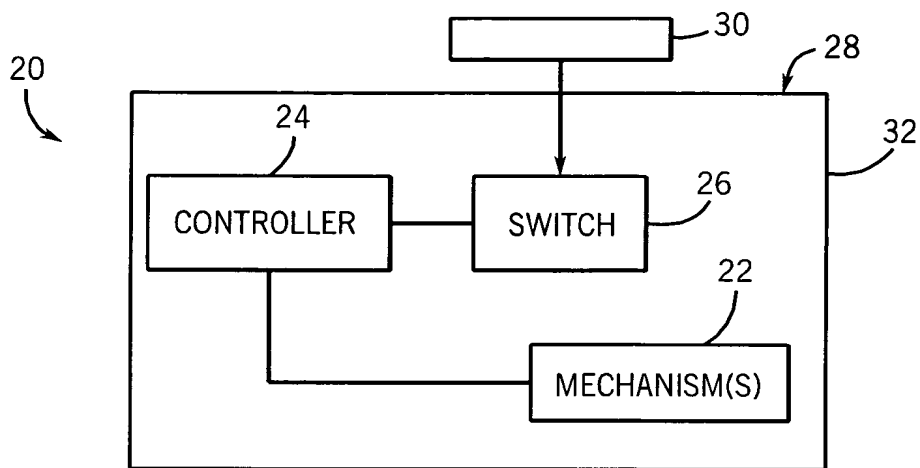 30
28
20
24
32
CONTROLLER
SWITCH
26
22
MECHANISM(S)